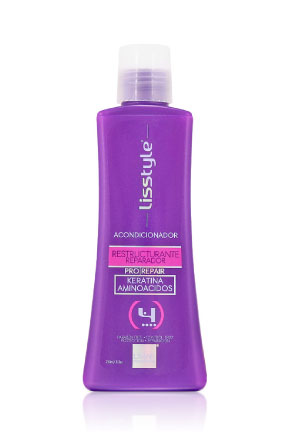 lisstyle
ACONDICIONADOR
RESTRUCTURANTE
REPARADOR
PRO|REPAIR
KERATINA
AMINOACIDOS
4